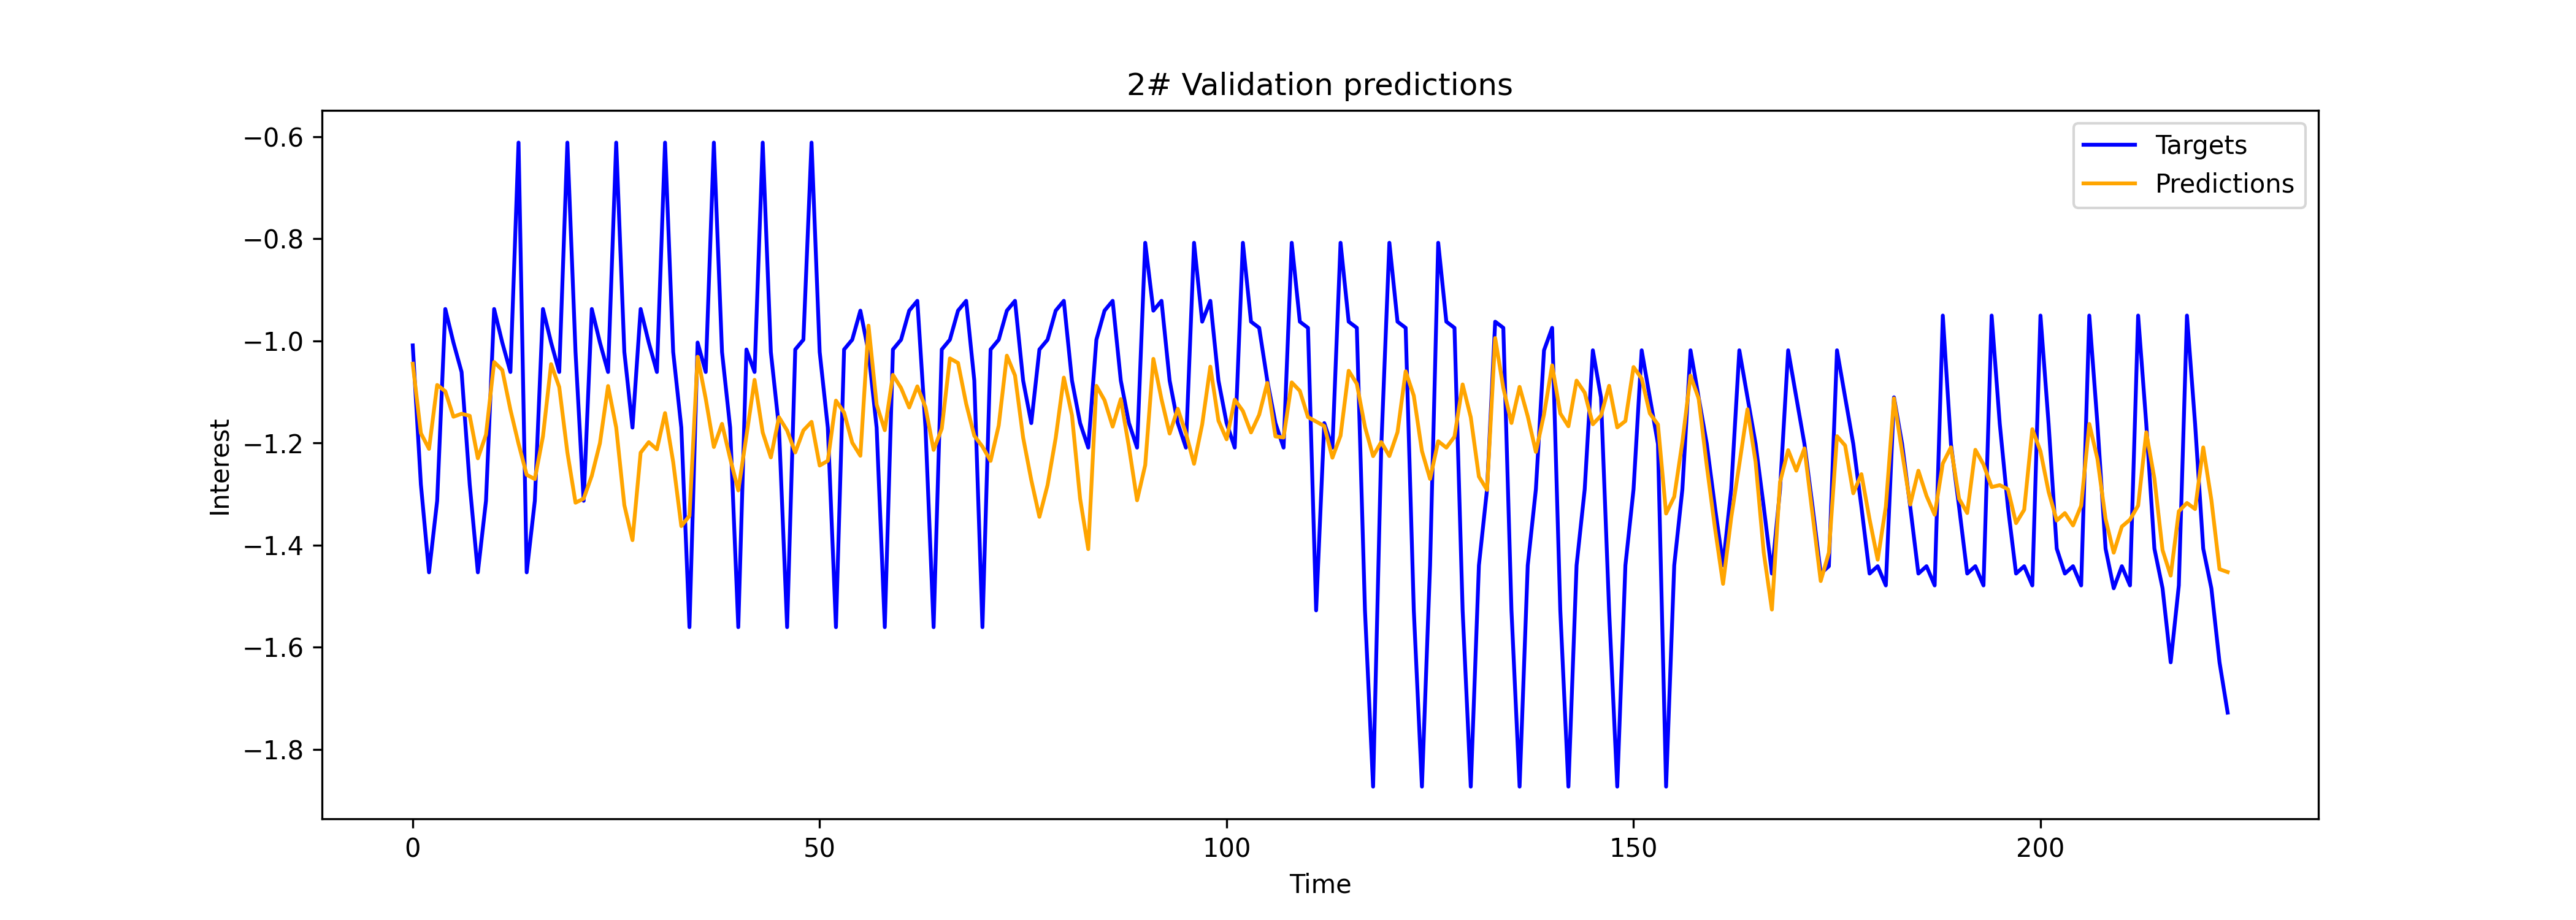 2# Validation predictions
Targets
Predictions
Interest
−0.6
−0.8
−1.0
−1.2
−1.4
−1.6
−1.8
0 50 100 150 200
Time